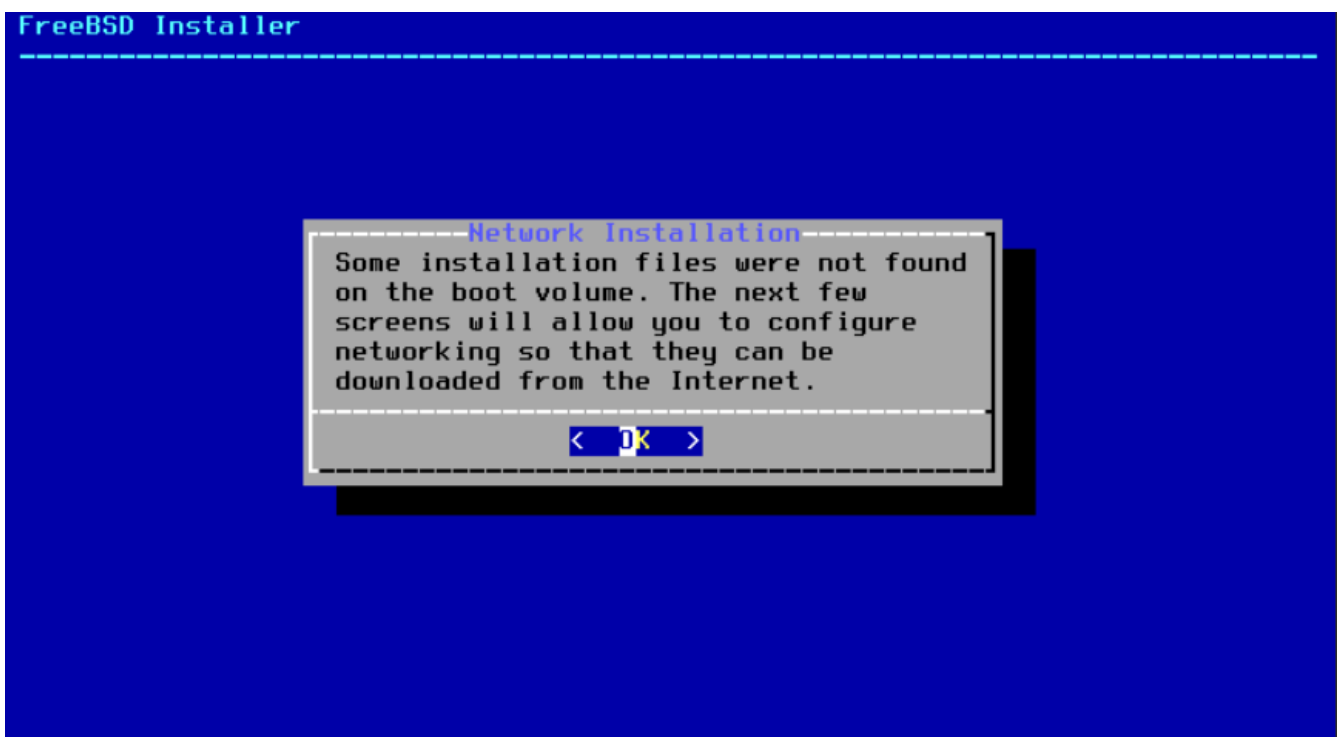 FreeBSD Installer
Network Installation
Some installation files were not found
on the boot volume. The next few
screens will allow you to configure
networking so that they can be
downloaded from the Internet.
< OK >